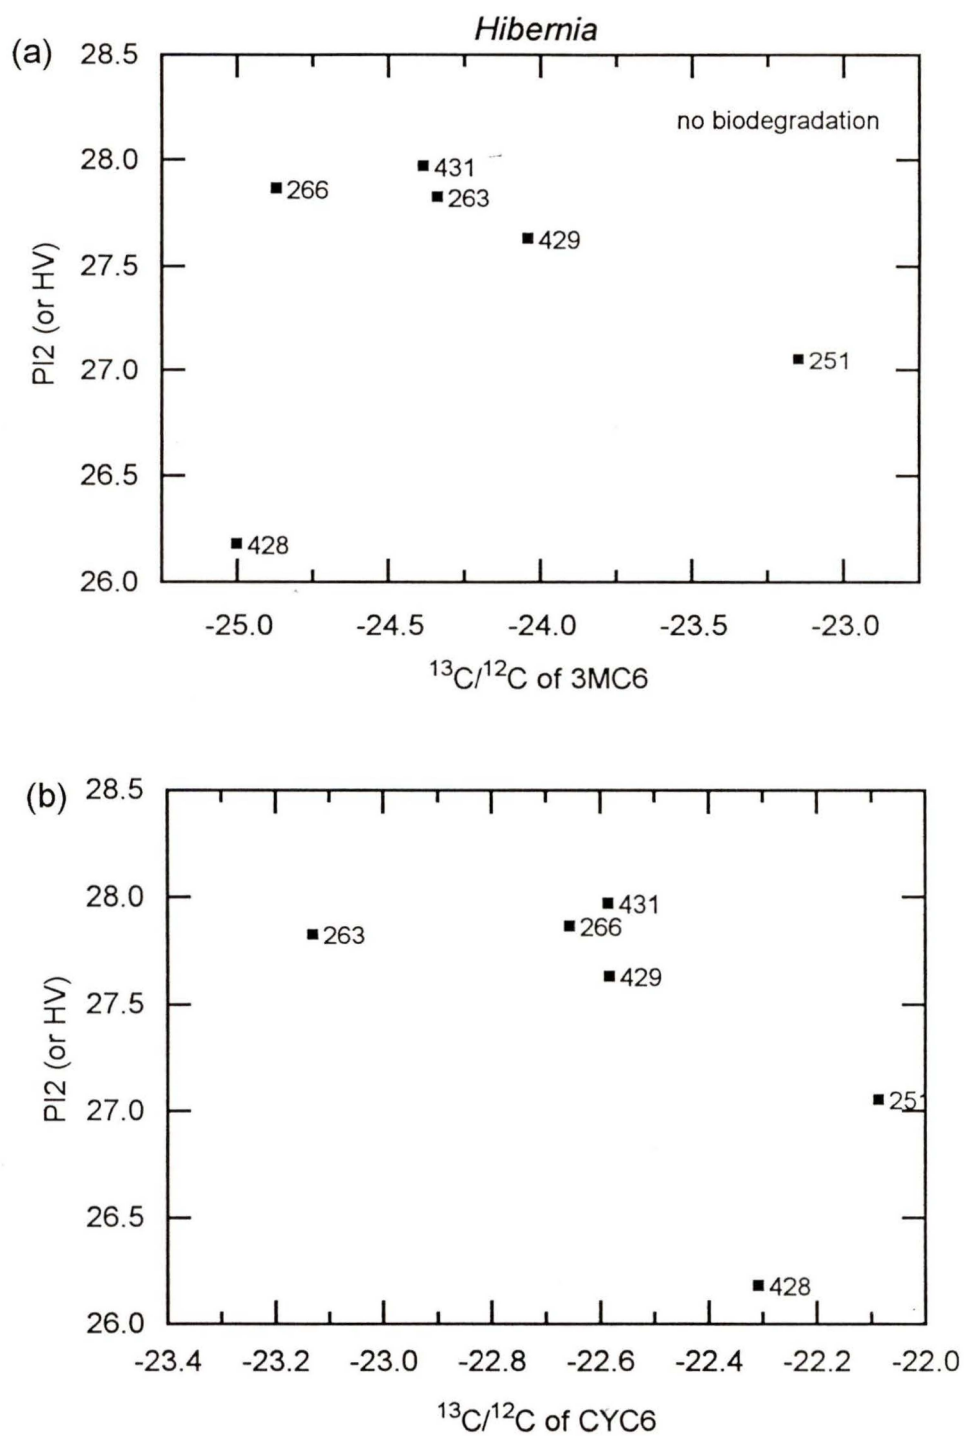 Hibernia
(a)
28.5
28.0
27.5
27.0
26.5
26.0
PI2 (or HV)
no biodegradation
431
266
263
429
251
428
-25.0 -24.5 -24.0 -23.5 -23.0
¹³C/¹²C of 3MC6
(b)
28.5
28.0
27.5
27.0
26.5
26.0
PI2 (or HV)
431
266
263
429
251
428
-23.4 -23.2 -23.0 -22.8 -22.6 -22.4 -22.2 -22.0
¹³C/¹²C of CYC6